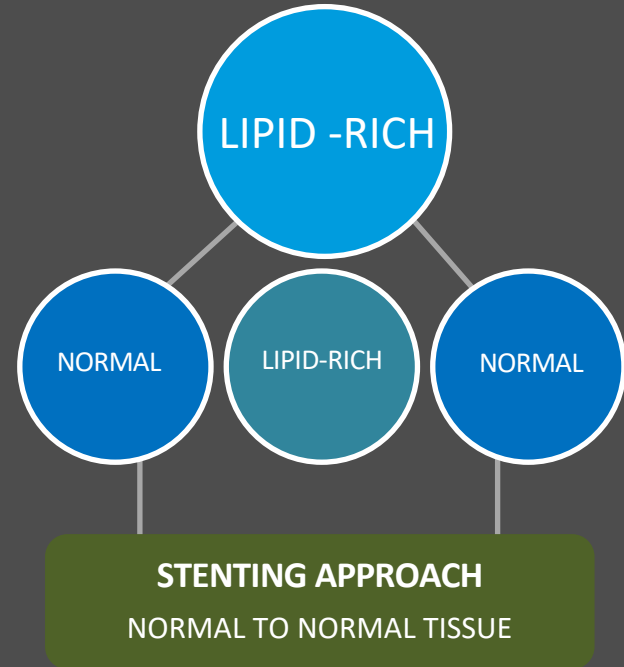 LIPID -RICH
NORMAL
LIPID-RICH
NORMAL
STENTING APPROACH
NORMAL TO NORMAL TISSUE